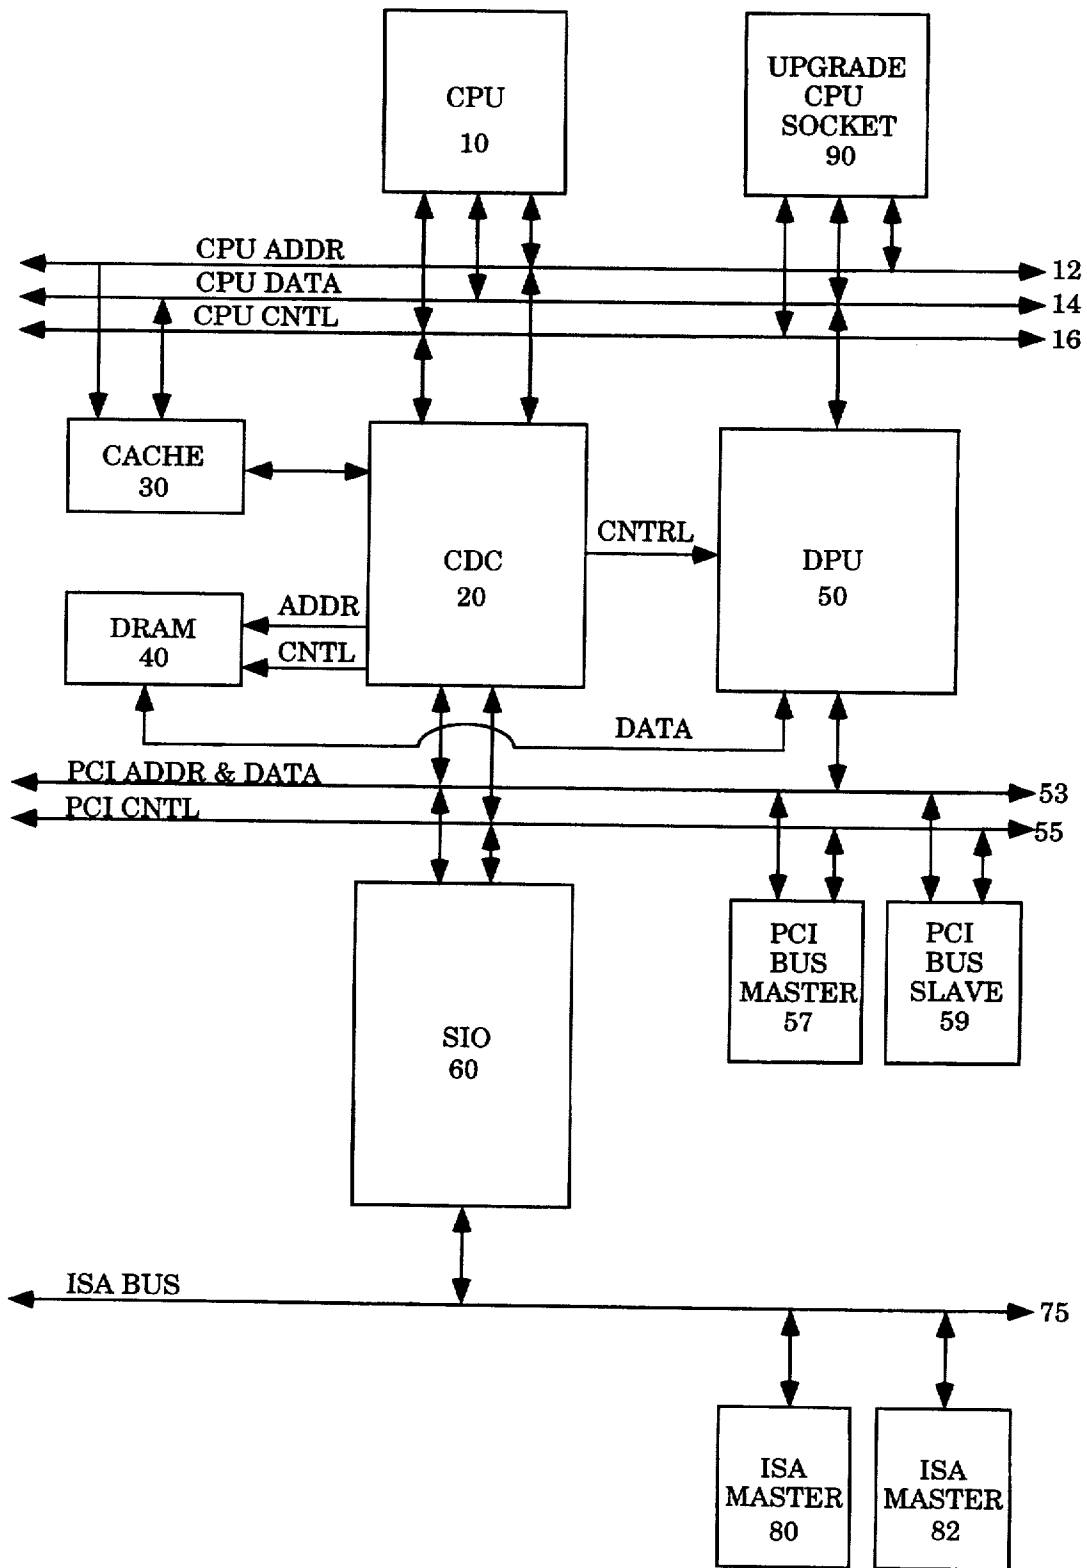 CPU
10
UPGRADE
CPU
SOCKET
90
CPU ADDR
12
CPU DATA
14
CPU CNTL
16
CACHE
30
CDC
20
CNTRL
DPU
50
DRAM
40
ADDR
CNTL
DATA
PCI ADDR & DATA
53
PCI CNTL
55
PCI
BUS
MASTER
57
PCI
BUS
SLAVE
59
SIO
60
ISA BUS
75
ISA
MASTER
80
ISA
MASTER
82